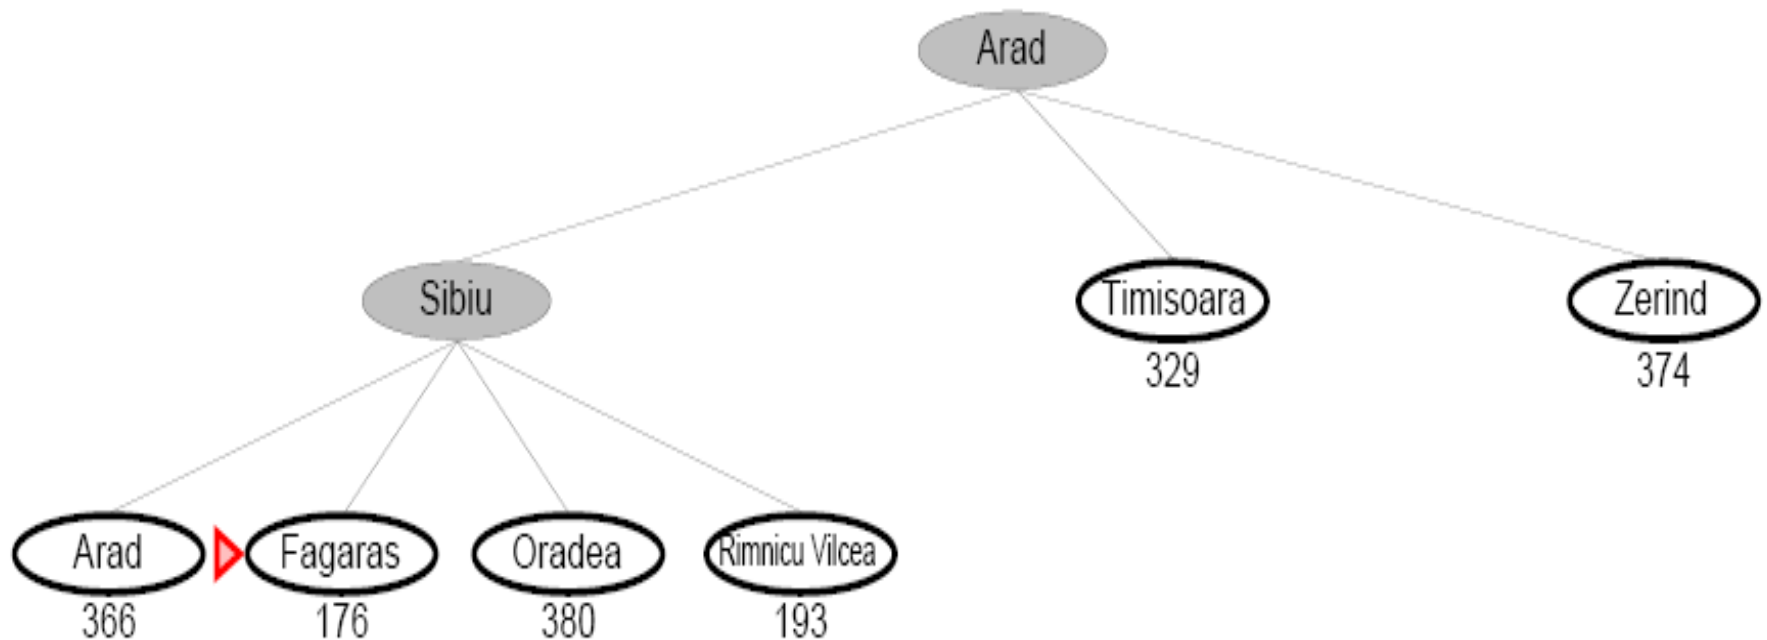 Arad
Sibiu
Timisoara
Zerind
329
374
Arad
Fagaras
Oradea
Rimnicu Vilcea
366
176
380
193